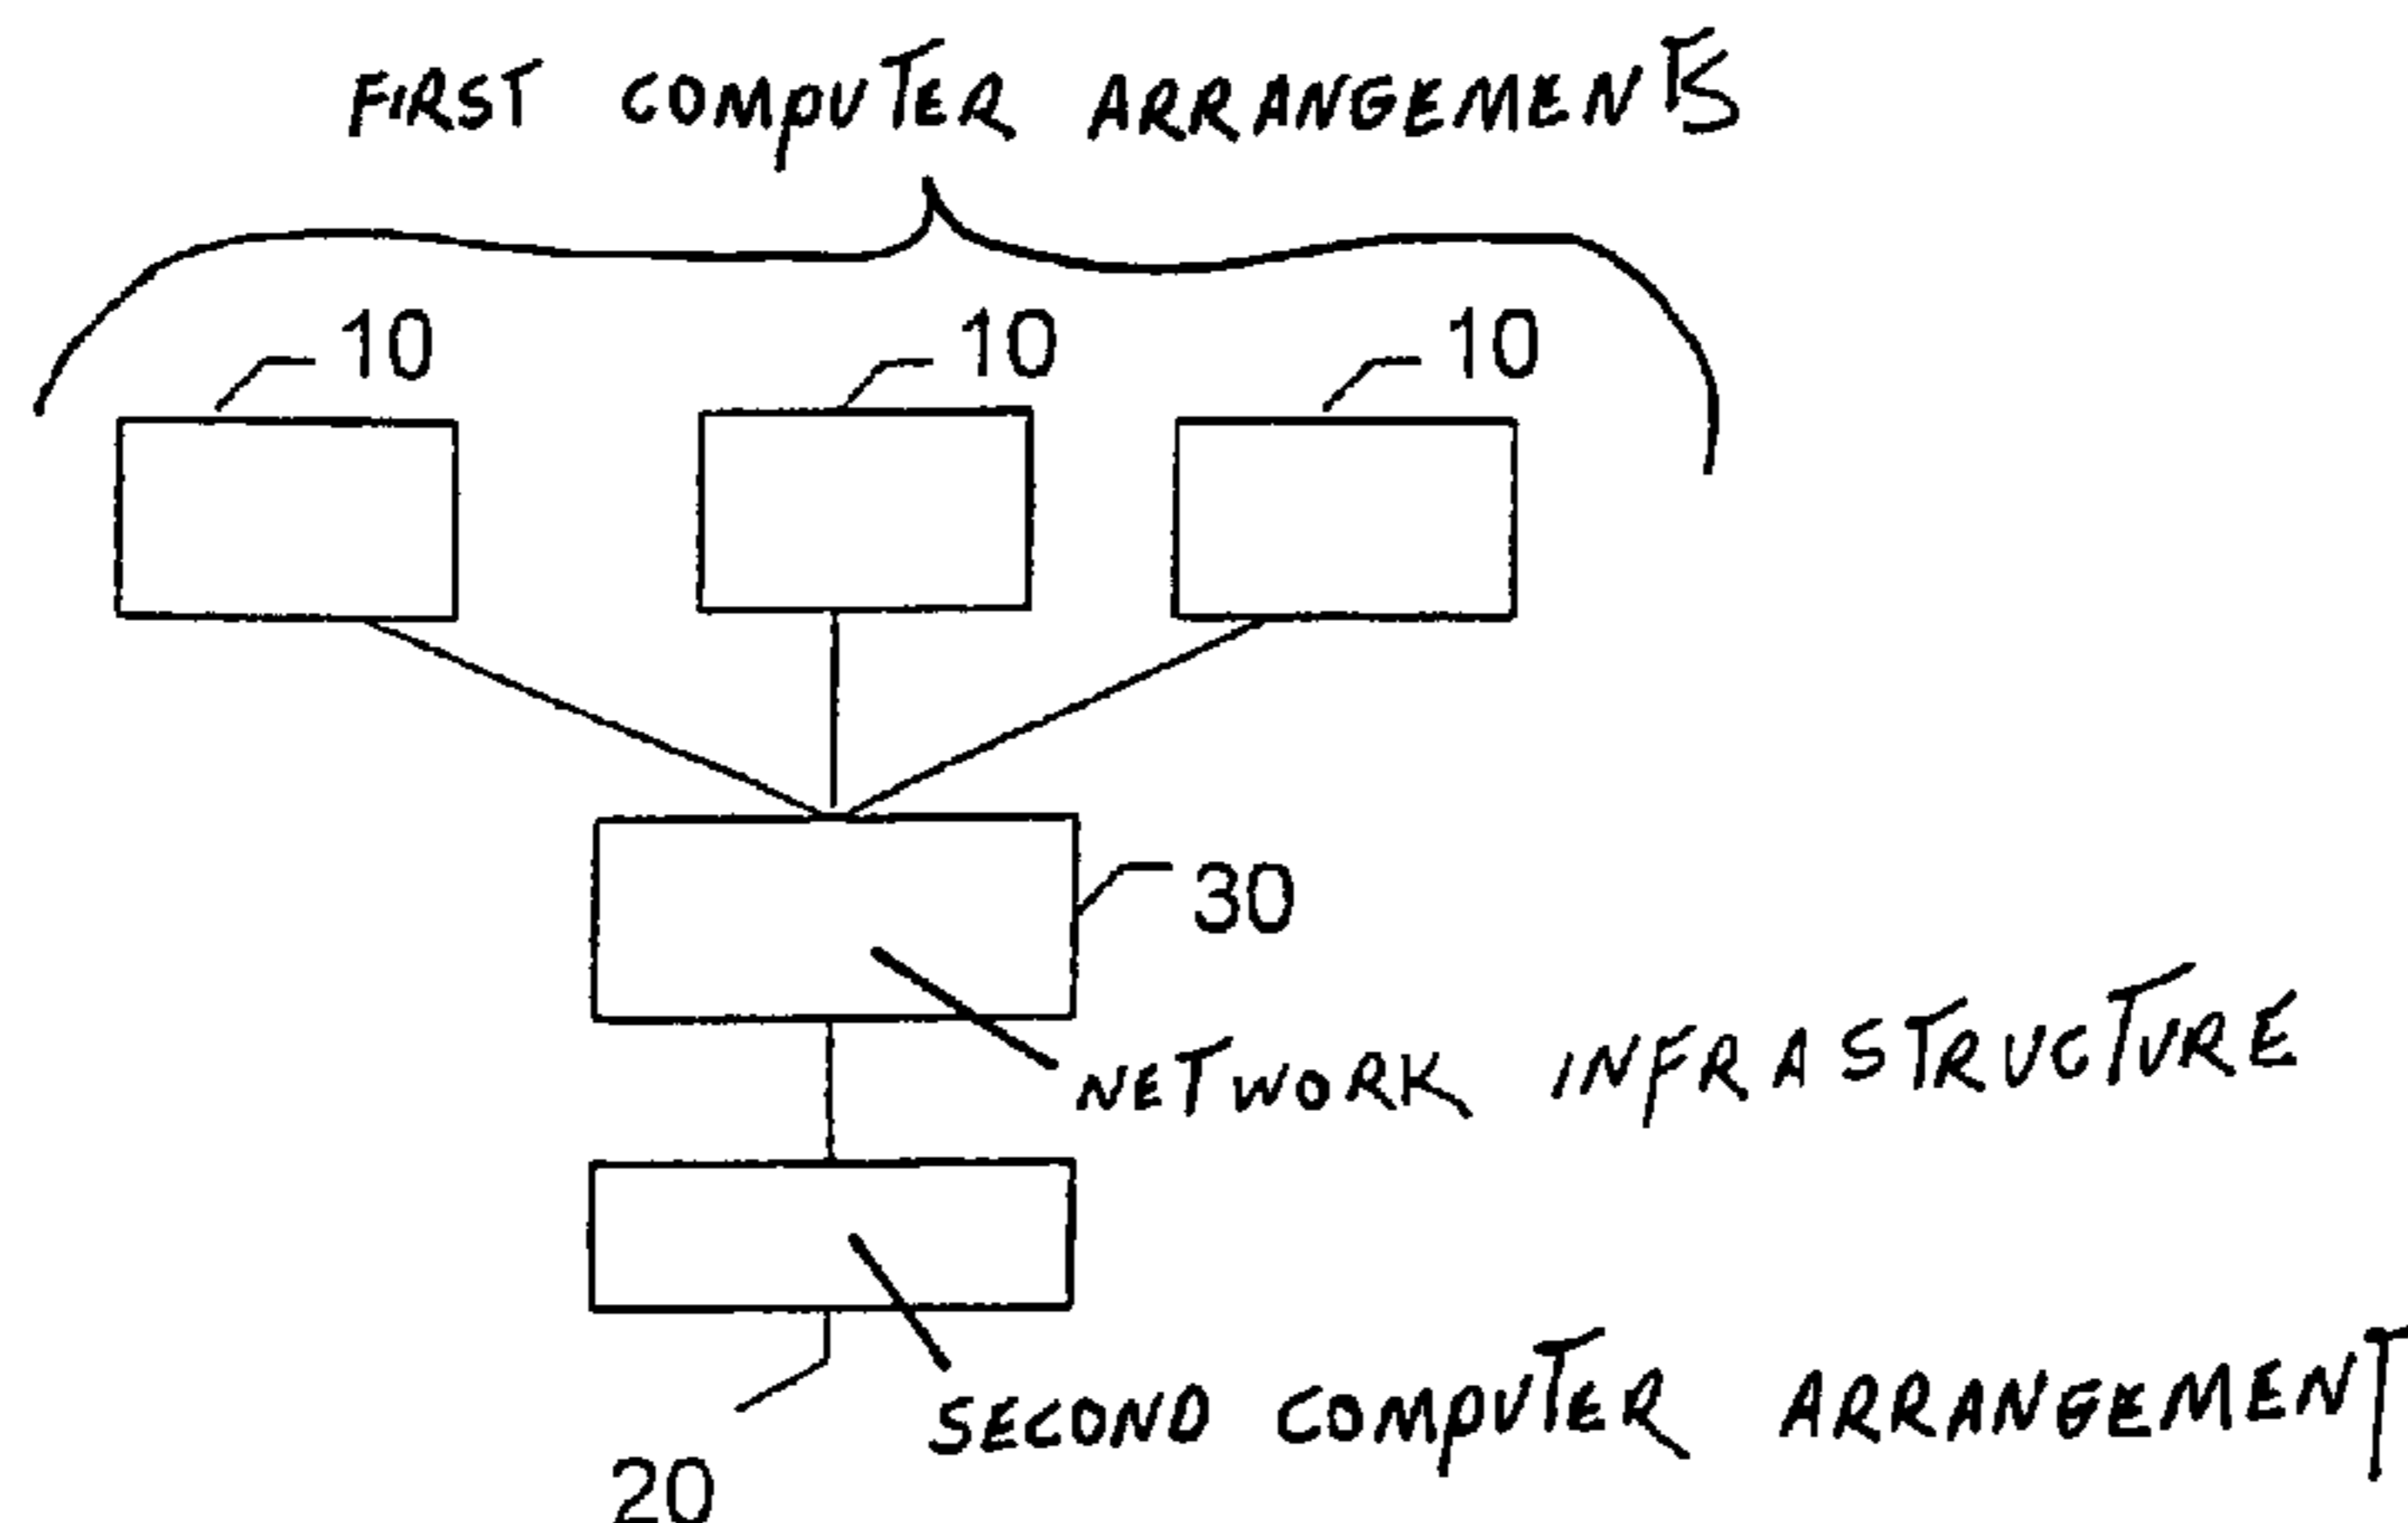 FIRST COMPUTER ARRANGEMENTS
10 10 10
30
NETWORK INFRASTRUCTURE
SECOND COMPUTER ARRANGEMENT
20